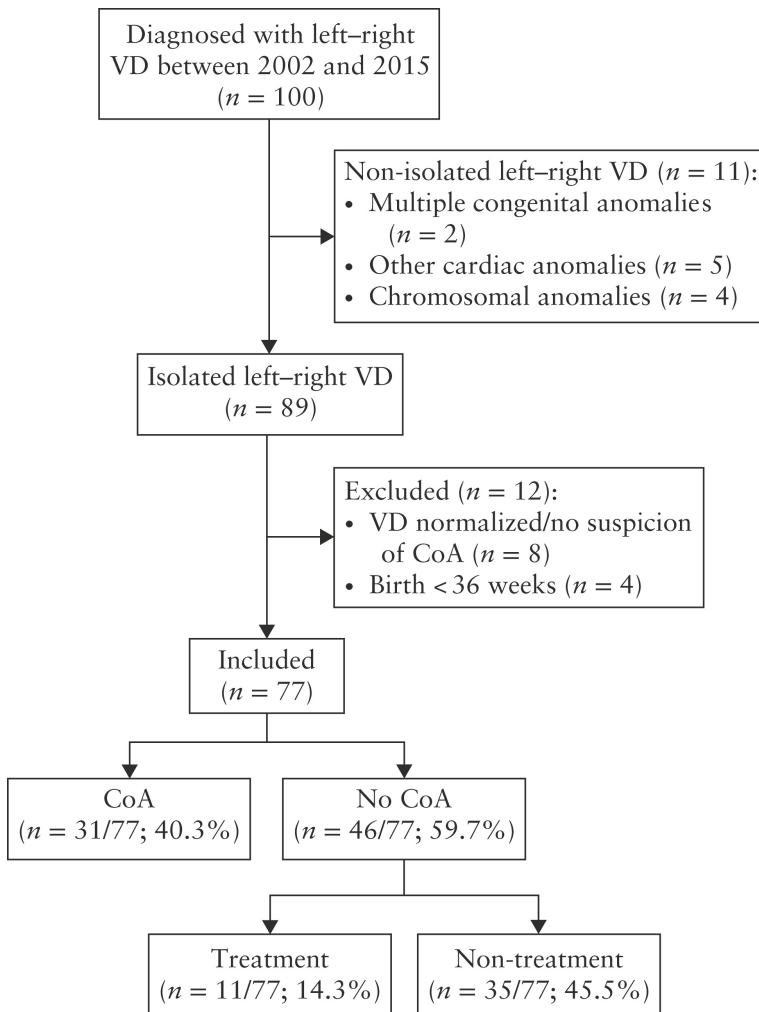 Diagnosed with left–right
VD between 2002 and 2015
(n = 100)
Non-isolated left–right VD (n = 11):
• Multiple congenital anomalies
(n = 2)
• Other cardiac anomalies (n = 5)
• Chromosomal anomalies (n = 4)
Isolated left–right VD
(n = 89)
Excluded (n = 12):
• VD normalized/no suspicion
of CoA (n = 8)
• Birth < 36 weeks (n = 4)
Included
(n = 77)
CoA
(n = 31/77; 40.3%)
No CoA
(n = 46/77; 59.7%)
Treatment
(n = 11/77; 14.3%)
Non-treatment
(n = 35/77; 45.5%)